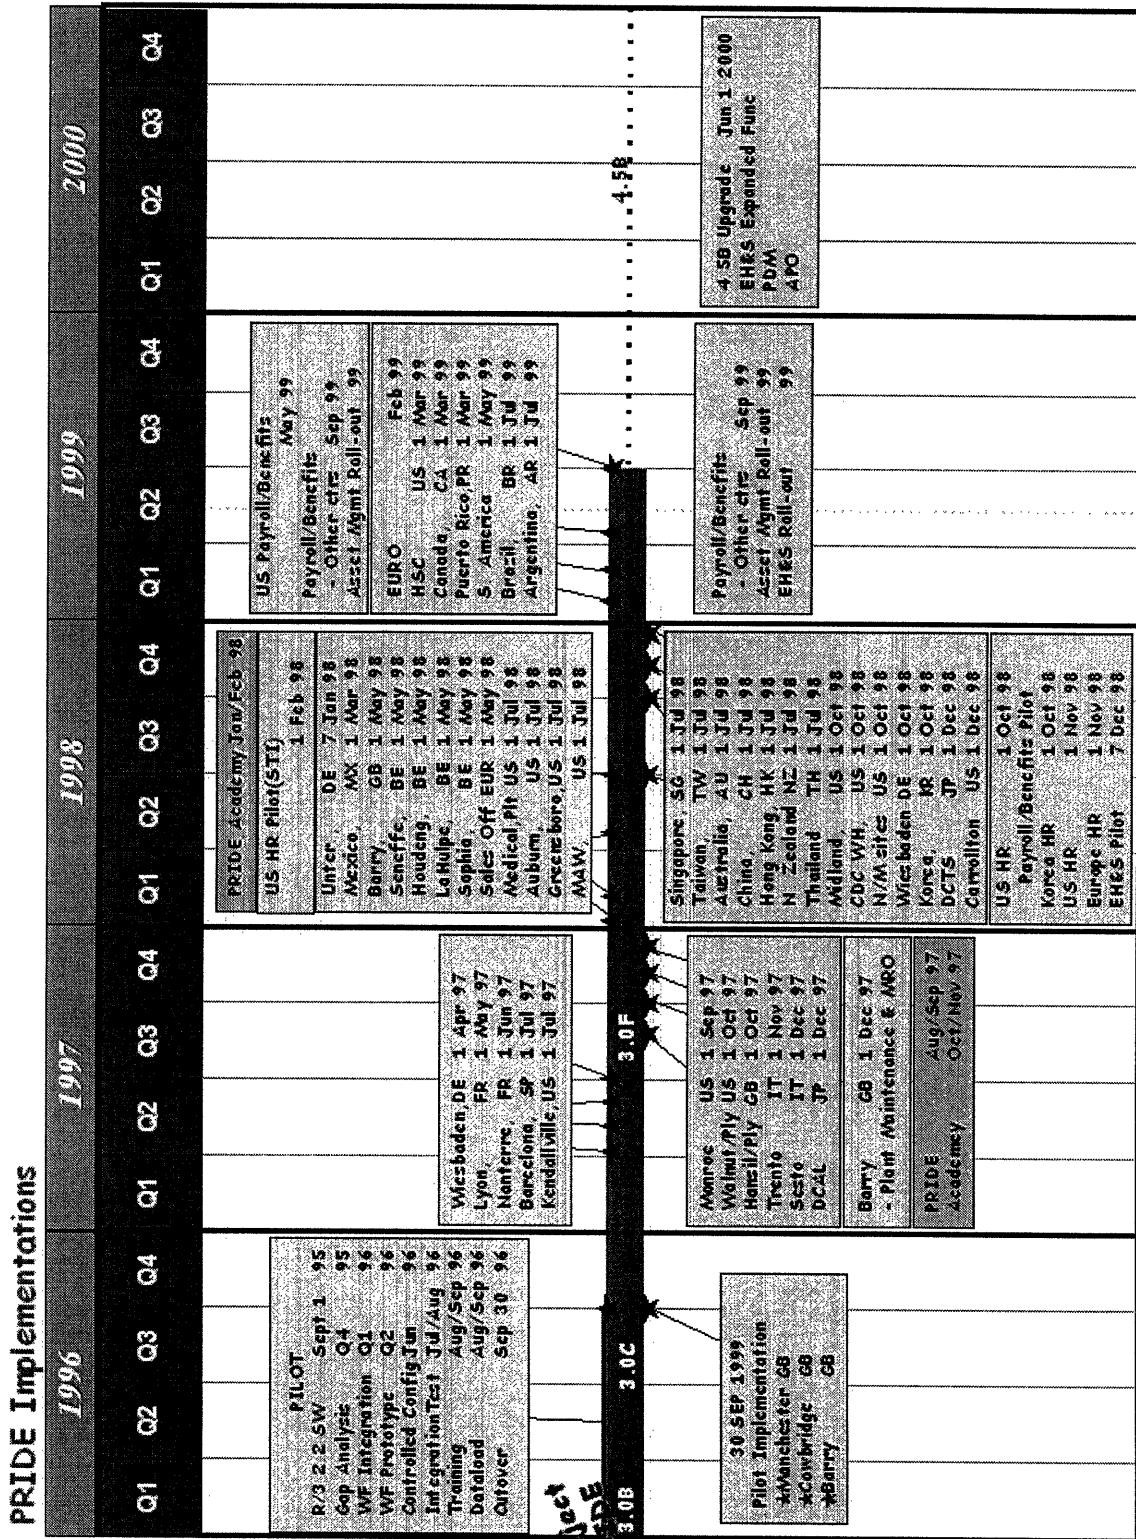 PRIDE Implementations
1996 1997 1998 1999 2000
Q1 Q2 Q3 Q4 Q1 Q2 Q3 Q4 Q1 Q2 Q3 Q4 Q1 Q2 Q3 Q4 Q1 Q2 Q3 Q4
PILOT
R/3 2.2 SW Sept 1 95
Gap Analysis Q4 95
WF Integration Q1 96
WF Prototype Q2 96
Controlled Config Jun 96
Integration Test Jul/Aug 96
Training Aug/Sep 96
Dataload Aug/Sep 96
Cutover Sep 30 96
Wiesbaden, DE 1 Apr 97
Lyon, FR 1 May 97
Nanterre, FR 1 Jun 97
Barcelona, SP 1 Jul 97
Kendallville, US 1 Jul 97
PRIDE Academy Jan/Feb 98
US HR Pilot(STI)
1 Feb 98
Unter, DE 7 Jan 98
Mexico, MX 1 Mar 98
Barry GB 1 May 98
Seneffe, BE 1 May 98
Houdeng, BE 1 May 98
LaHulpe, BE 1 May 98
Sophia, BE 1 May 98
Sales Off EUR 1 May 98
Medical, Plt US 1 Jul 98
Auburn, US 1 Jul 98
Greensboro, US 1 Jul 98
MAW, US 1 Jul 98
US Payroll/Benefits
May 99
Payroll/Benefits
- Other ctrs Sep 99
Asset Mgmt Roll-out 99
EURO Feb 99
HSC US 1 Mar 99
Canada, CA 1 Mar 99
Puerto Rico, PR 1 Mar 99
S. America 1 May 99
Brazil, BR 1 Jul 99
Argentina, AR 1 Jul 99
3.0B 3.0C 3.0F 4.5B
30 SEP 1999
Pilot Implementation
★Manchester GB
★Cowbridge GB
★Barry GB
Monroe US 1 Sep 97
Walnut/Ply US 1 Oct 97
Hansil/Ply GB 1 Oct 97
Trento IT 1 Nov 97
Sesto IT 1 Dec 97
DCAL JP 1 Dec 97
Barry GB 1 Dec 97
- Plant Maintenance & MRO
PRIDE Aug/Sep 97
Academy Oct/Nov 97
Singapore, SG 1 Jul 98
Taiwan, TW 1 Jul 98
Australia, AU 1 Jul 98
China, CH 1 Jul 98
Hong Kong, HK 1 Jul 98
N Zealand NZ 1 Jul 98
Thailand TH 1 Jul 98
Midland, US 1 Oct 98
CDC WH, US 1 Oct 98
N/M sites US 1 Oct 98
Wiesbaden DE 1 Oct 98
Korea, KR 1 Oct 98
DCTS JP 1 Dec 98
Carrollton US 1 Dec 98
US HR 1 Oct 98
Payroll/Benefits Pilot
Korea HR 1 Oct 98
US HR 1 Nov 98
Europe HR 1 Nov 98
EH&S Pilot 7 Dec 98
Payroll/Benefits
- Other ctrs Sep 99
Asset Mgmt Roll-out 99
EH&S Roll-out 99
4.5B Upgrade Jun 1 2000
EH&S Expanded Func
PDM
APO